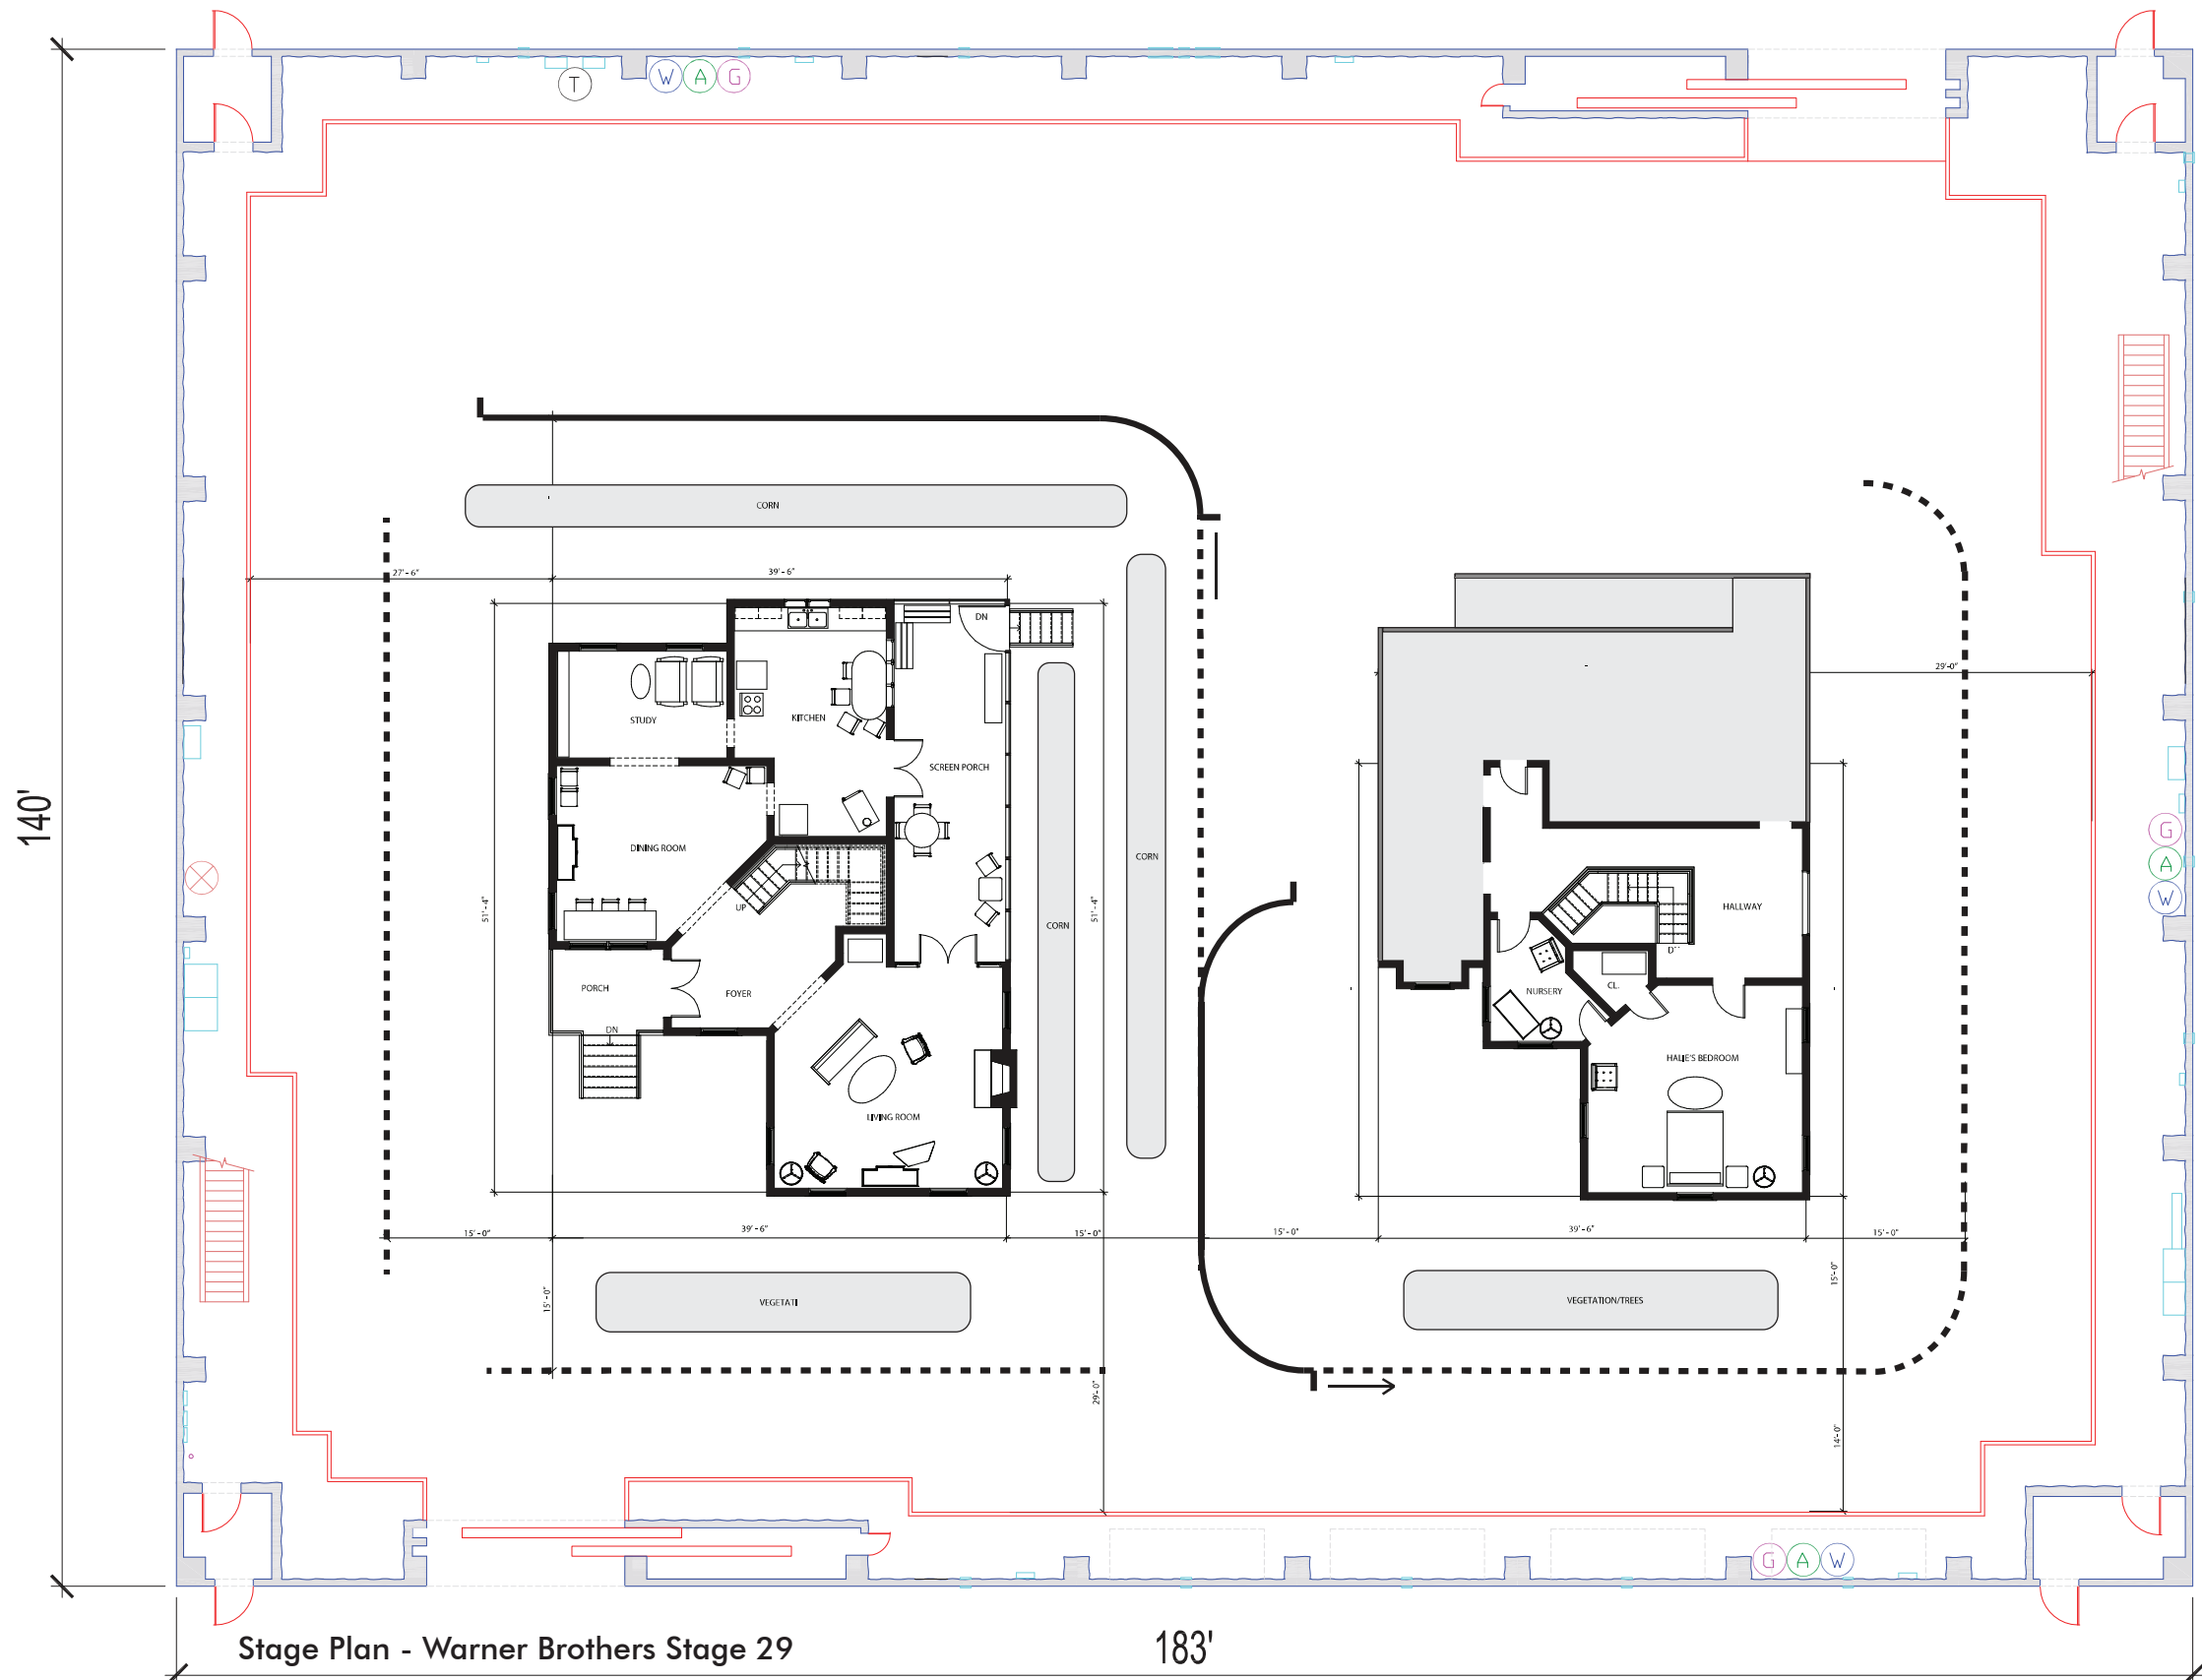 T
W A G
CORN
27'-6"
39'-6"
DN
29'-0"
STUDY
KITCHEN
SCREEN PORCH
140'
DINING ROOM
CORN
G
A
W
UP
51'-4"
51'-4"
CORN
HALLWAY
D
PORCH
FOYER
NURSERY
CL.
DN
HALIE'S BEDROOM
LIVING ROOM
15'-0"
39'-6"
15'-0"
15'-0"
39'-6"
15'-0"
15'-0"
15'-0"
VEGETATI
VEGETATION/TREES
29'-0"
14'-0"
G A W
Stage Plan - Warner Brothers Stage 29
183'